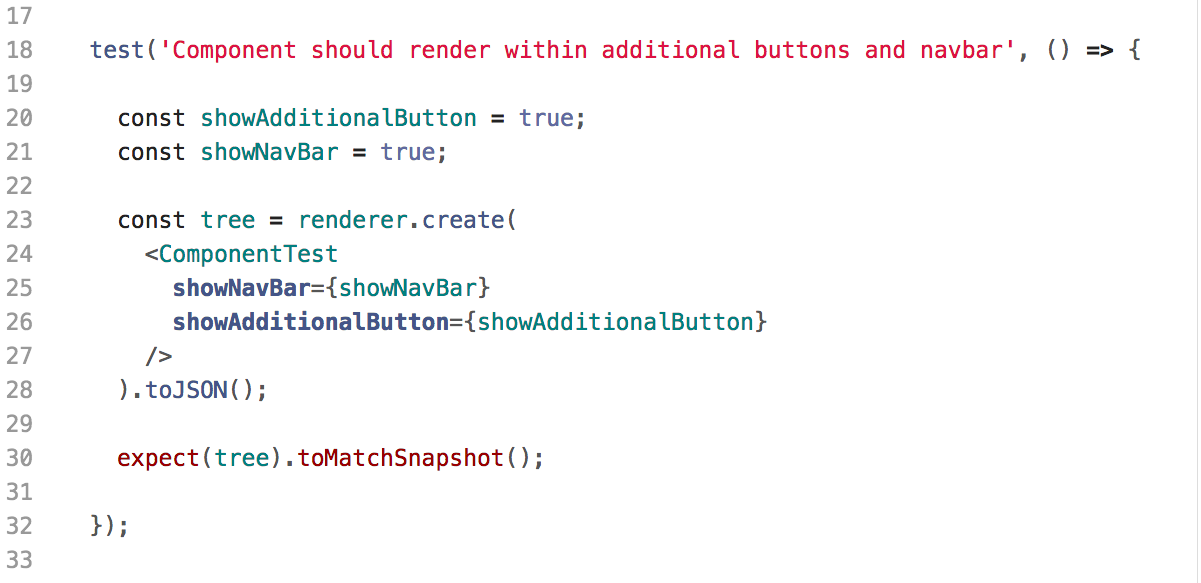 17
18 test('Component should render within additional buttons and navbar', () => {
19
20 const showAdditionalButton = true;
21 const showNavBar = true;
22
23 const tree = renderer.create(
24 <ComponentTest
25 showNavBar={showNavBar}
26 showAdditionalButton={showAdditionalButton}
27 />
28 ).toJSON();
29
30 expect(tree).toMatchSnapshot();
31
32 });
33